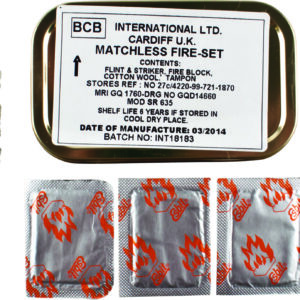 BCB
INTERNATIONAL LTD.
CARDIFF U.K.
MATCHLESS FIRE-SET
FLINT & STRIKER, FIRE BLOCK,
COTTON WOOL, TAMPON
STORES REF : NO 27c/4220-99-721-1870
MRI GQ 1760-DRG NO GQD14660
MOD SR 635
SHELF LIFE 6 YEARS IF STORED IN
COOL DRY PLACE.
DATE OF MANUFACTURE: 03/2014
BATCH NO: INT18183